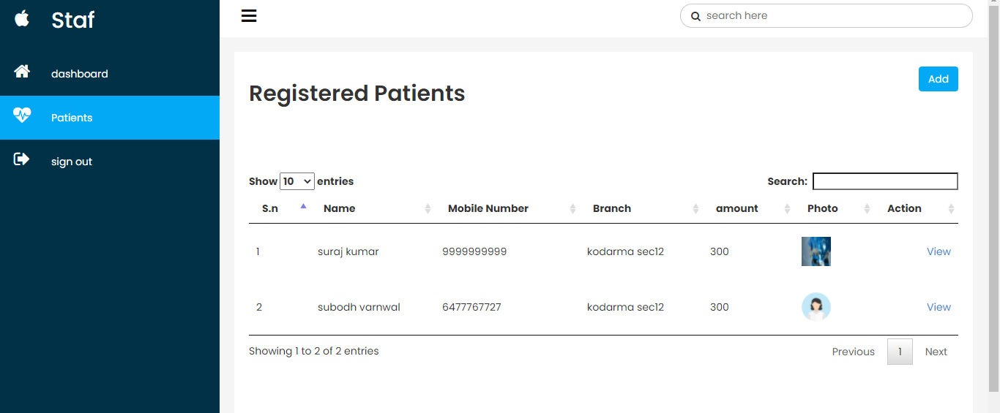 Staf
dashboard
Patients
sign out
search here
Add
Registered Patients
Show 10 entries
Search:
S.n Name Mobile Number Branch amount Photo Action
1 suraj kumar 9999999999 kodarma sec12 300 View
2 subodh varnwal 6477767727 kodarma sec12 300 View
Showing 1 to 2 of 2 entries
Previous 1 Next